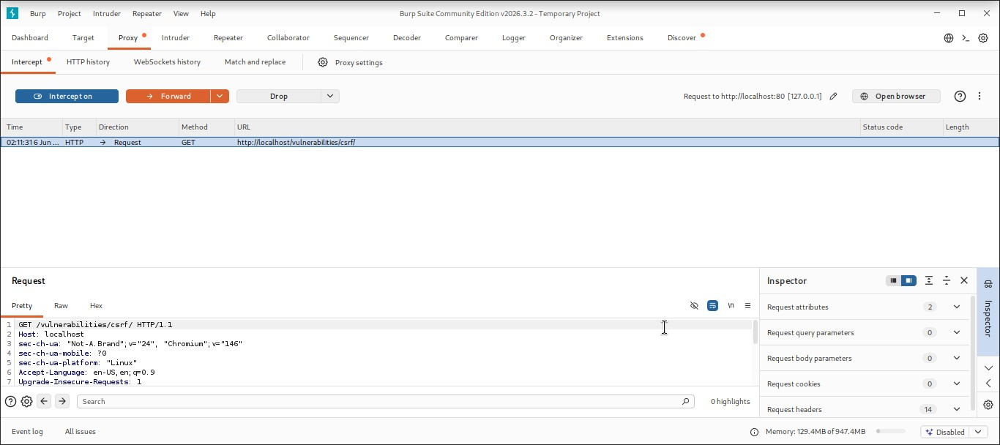 Burp Project Intruder Repeater View Help Burp Suite Community Edition v2026.3.2 - Temporary Project
Dashboard Target Proxy Intruder Repeater Collaborator Sequencer Decoder Comparer Logger Organizer Extensions Discover
Intercept HTTP history WebSockets history Match and replace Proxy settings
Intercept on Forward Drop Request to http://localhost:80 [127.0.0.1] Open browser
Time Type Direction Method URL Status code Length
02:11:31 6 Jun ... HTTP Request GET http://localhost/vulnerabilities/csrf/
Request
Pretty Raw Hex \n
1 GET /vulnerabilities/csrf/ HTTP/1.1
2 Host: localhost
3 sec-ch-ua: "Not-A.Brand";v="24", "Chromium";v="146"
4 sec-ch-ua-mobile: ?0
5 sec-ch-ua-platform: "Linux"
6 Accept-Language: en-US,en;q=0.9
7 Upgrade-Insecure-Requests: 1
Search 0 highlights
Inspector
Request attributes 2
Request query parameters 0
Request body parameters 0
Request cookies 0
Request headers 14
Inspector
Event log All issues Memory: 129.4MB of 947.4MB Disabled